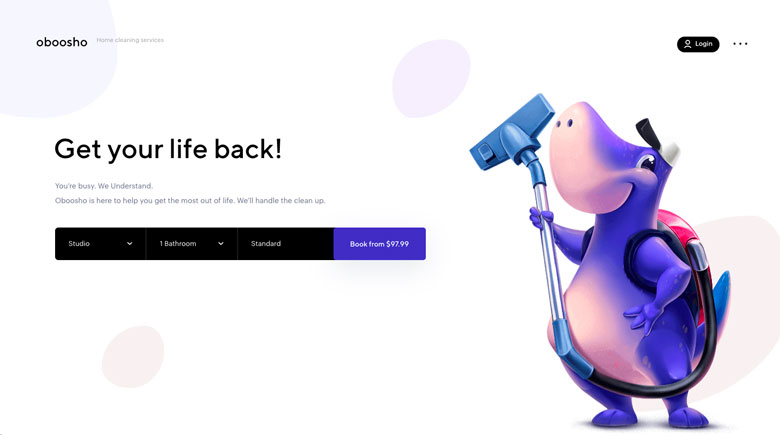 oboosho
Home cleaning services
Login
Get your life back!
You're busy. We Understand.
Oboosho is here to help you get the most out of life. We'll handle the clean up.
Studio
1 Bathroom
Standard
Book from $97.99